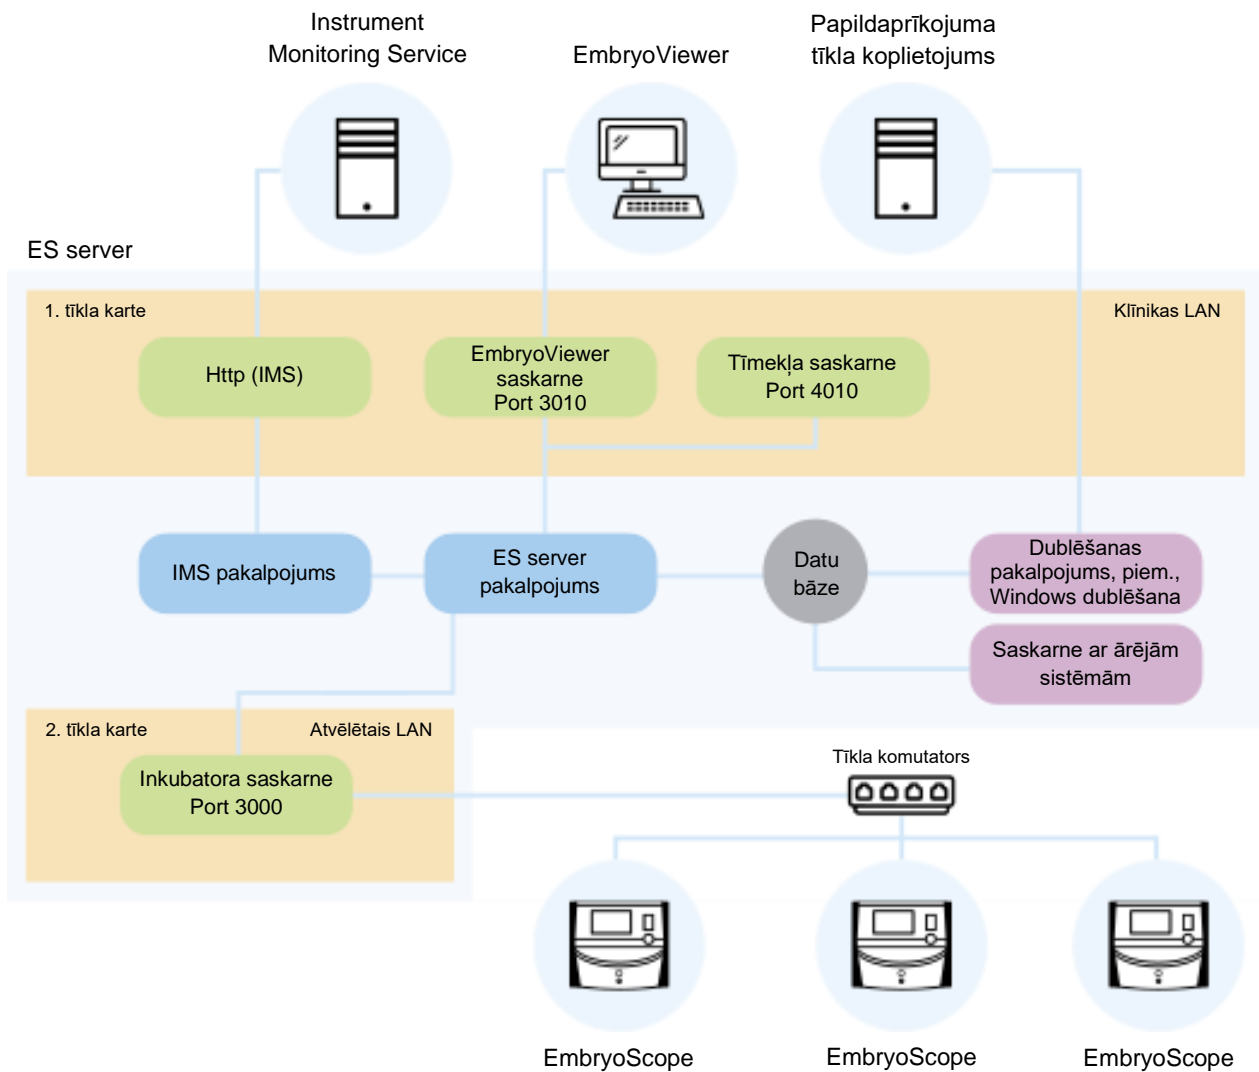 Instrument
Monitoring Service
EmbryoViewer
Papildaprīkojuma
tīkla koplietojums
ES server
1. tīkla karte
Klīnikas LAN
Http (IMS)
EmbryoViewer
saskarne
Port 3010
Tīmekļa saskarne
Port 4010
IMS pakalpojums
ES server
pakalpojums
Datu
bāze
Dublēšanas
pakalpojums, piem.,
Windows dublēšana
Saskarne ar ārējām
sistēmām
2. tīkla karte
Atvēlētais LAN
Inkubatora saskarne
Port 3000
Tīkla komutators
EmbryoScope
EmbryoScope
EmbryoScope